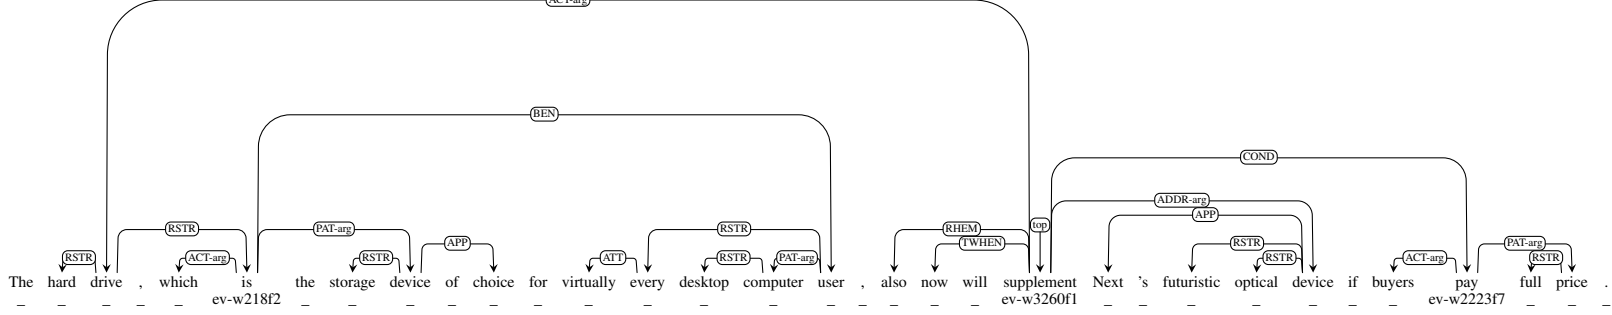 ACT-arg
BEN
COND
ADDR-arg
RSTR PAT-arg RSTR RHEM top APP
APP TWHEN RSTR PAT-arg
RSTR ACT-arg RSTR ATT RSTR PAT-arg RSTR ACT-arg RSTR
The hard drive , which is the storage device of choice for virtually every desktop computer user , also now will supplement Next 's futuristic optical device if buyers pay full price .
_ _ _ _ _ ev-w218f2 _ _ _ _ _ _ _ _ _ _ _ _ _ _ _ ev-w3260f1 _ _ _ _ _ _ _ ev-w2223f7 _ _ _